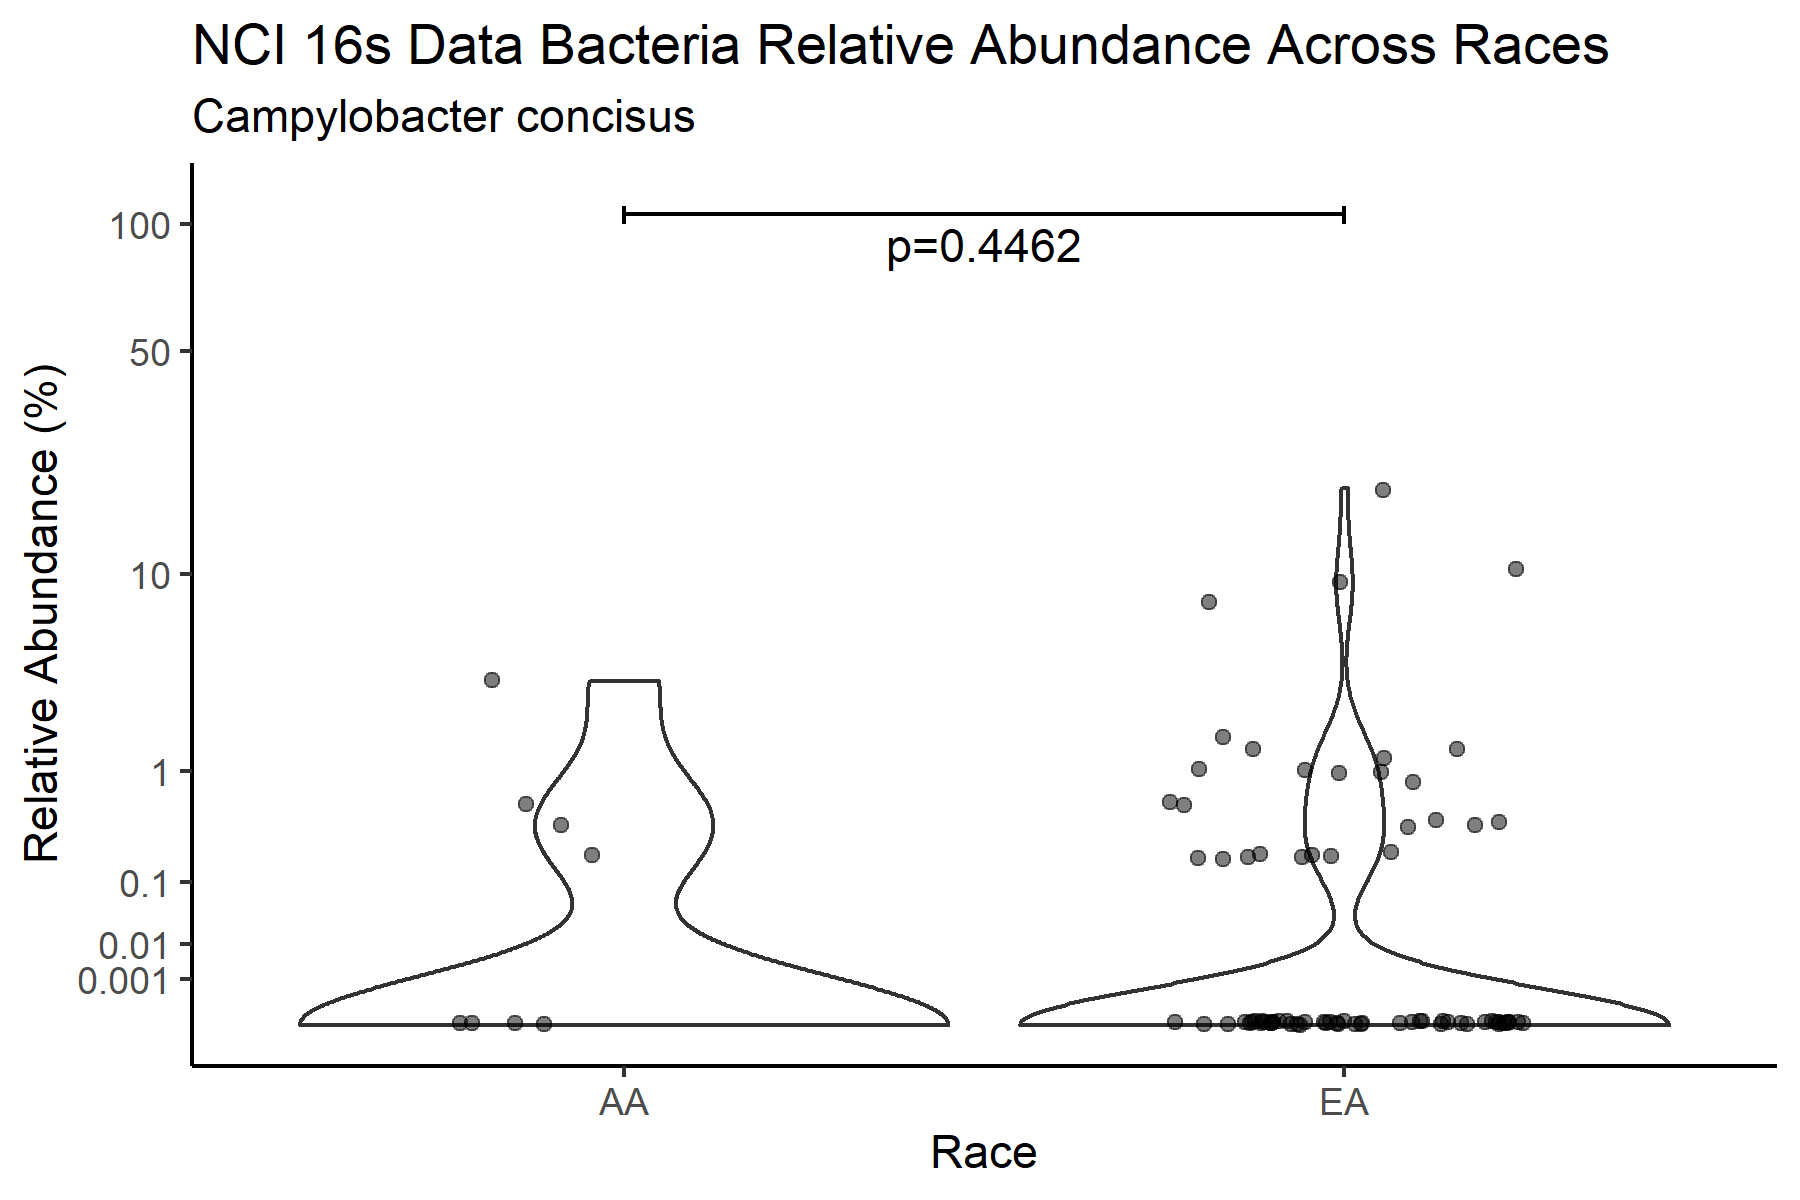 NCI 16s Data Bacteria Relative Abundance Across Races
Campylobacter concisus
100
50
10
1
0.1
0.01
0.001
Relative Abundance (%)
p=0.4462
AA
EA
Race